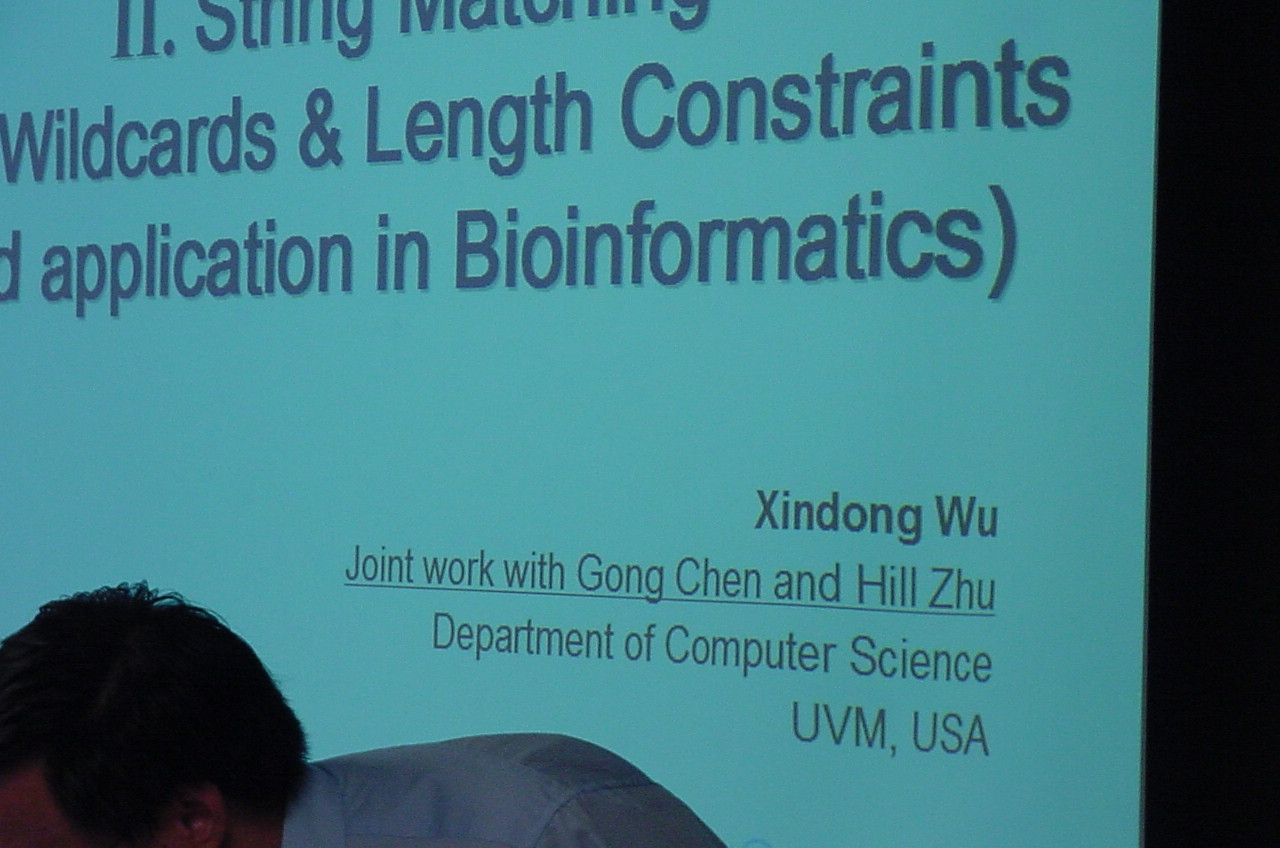 II. String Matching
Wildcards & Length Constraints
d application in Bioinformatics)
Xindong Wu
Joint work with Gong Chen and Hill Zhu
Department of Computer Science
UVM, USA